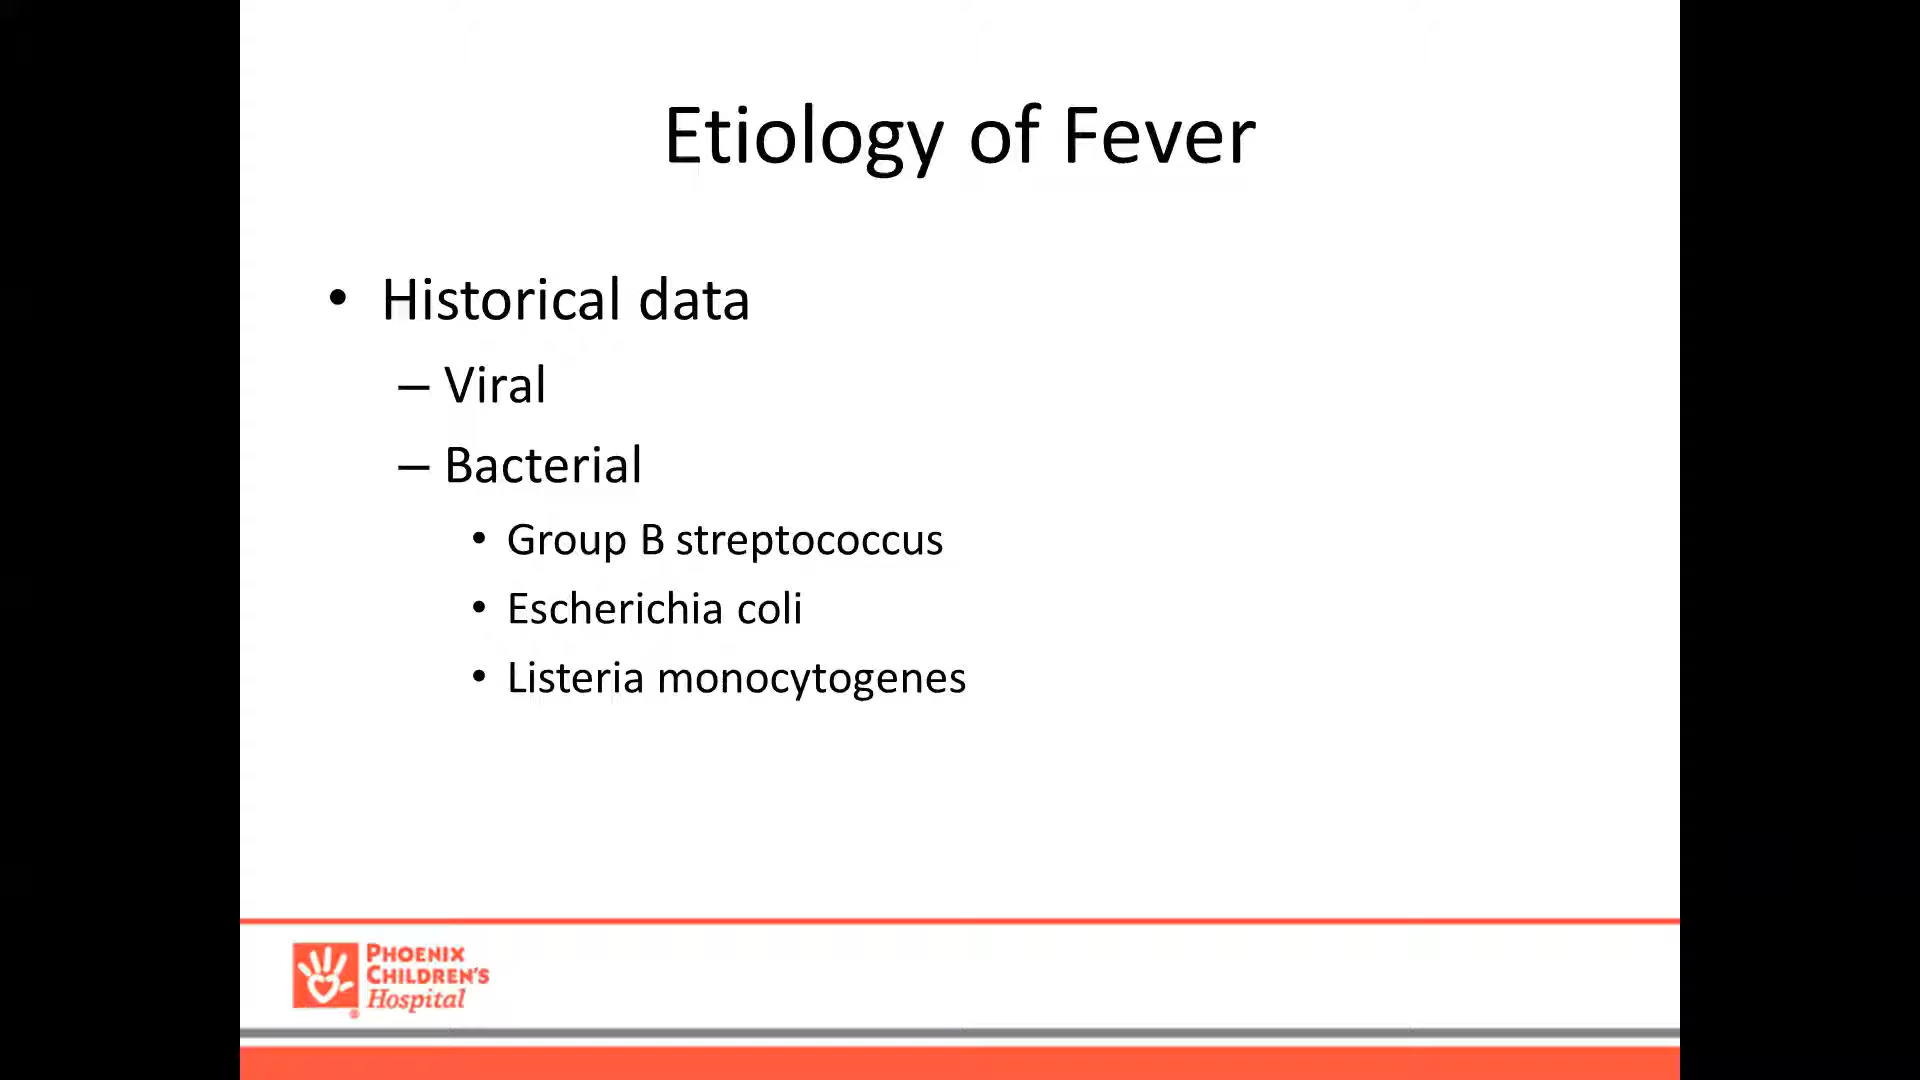 Etiology of Fever
• Historical data
– Viral
– Bacterial
• Group B streptococcus
• Escherichia coli
• Listeria monocytogenes
PHOENIX
CHILDREN'S
Hospital
®